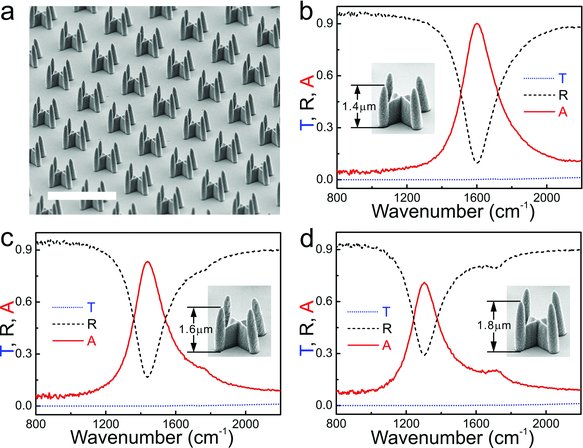 a
b
T, R, A
0.9
0.6
0.3
0.0
1.4μm
T
R
A
800 1200 1600 2000
Wavenumber (cm-1)
c
T, R, A
0.9
0.6
0.3
0.0
1.6μm
T
R
A
800 1200 1600 2000
Wavenumber (cm-1)
d
T, R, A
0.9
0.6
0.3
0.0
1.8μm
T
R
A
800 1200 1600 2000
Wavenumber (cm-1)